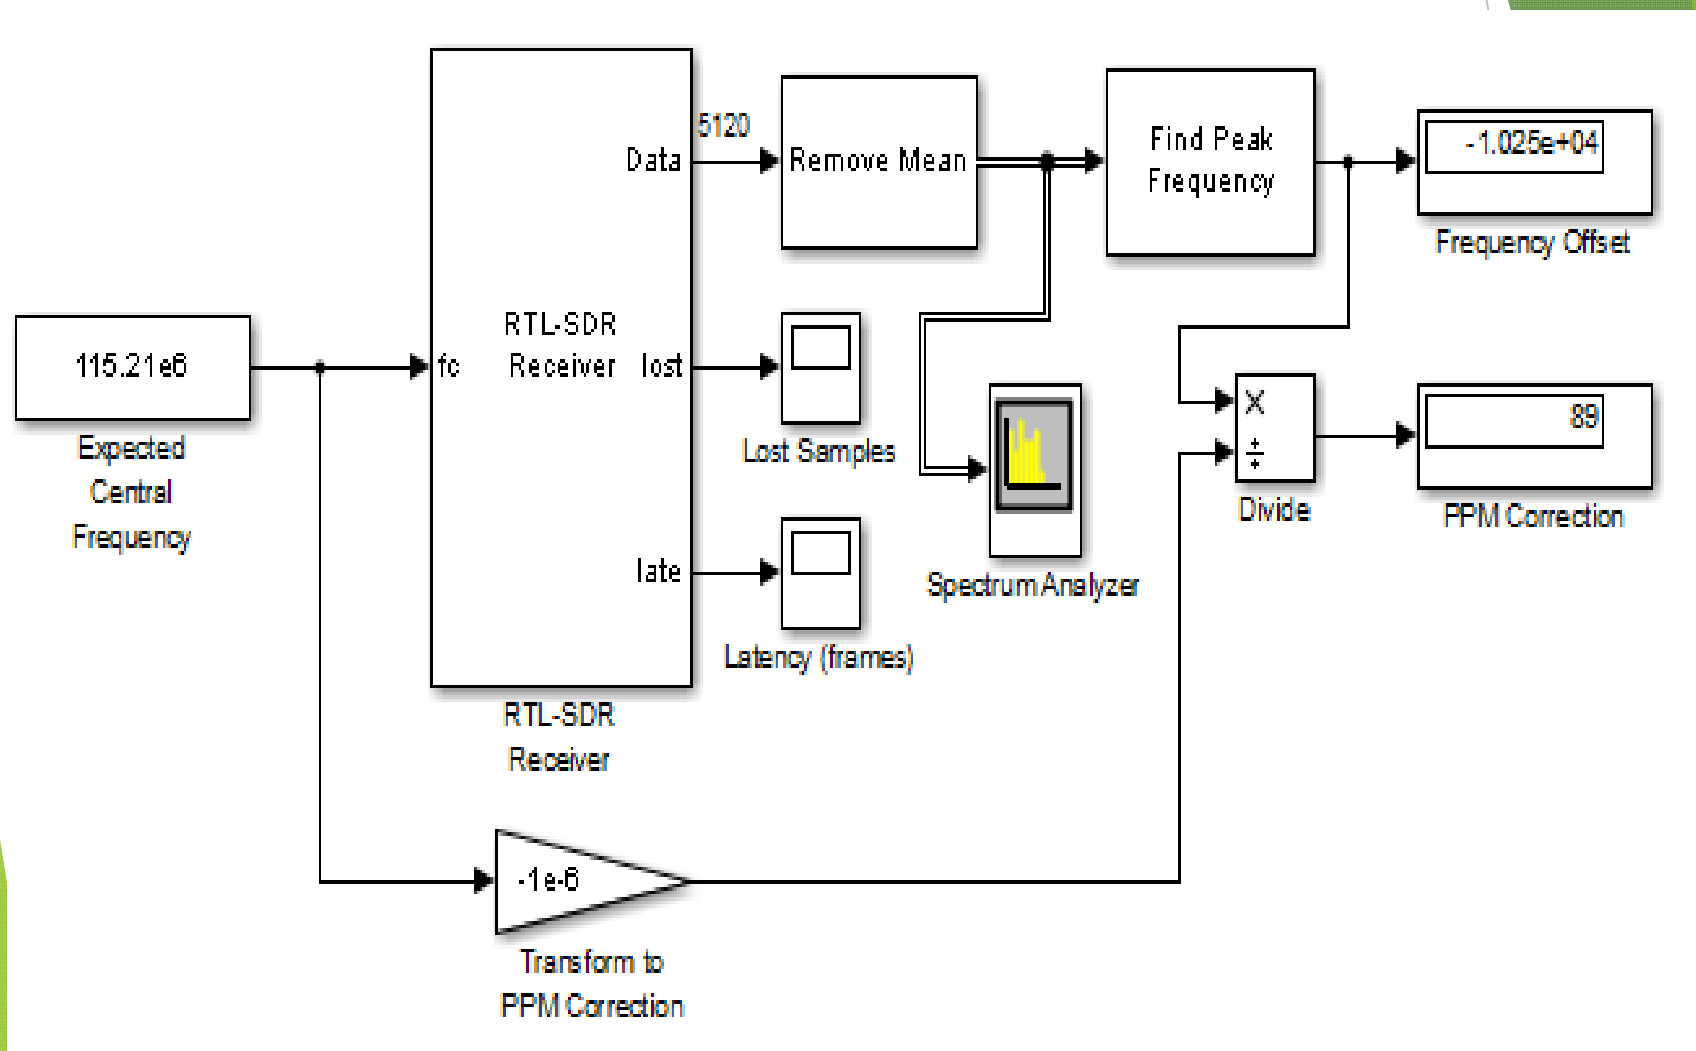 115.21e6
Expected
Central
Frequency
fc
RTL-SDR
Receiver
Data
lost
late
RTL-SDR
Receiver
5120
Remove Mean
Lost Samples
Latency (frames)
Spectrum Analyzer
Find Peak
Frequency
-1.025e+04
Frequency Offset
×
÷
Divide
89
PPM Correction
-1e-6
Transform to
PPM Correction